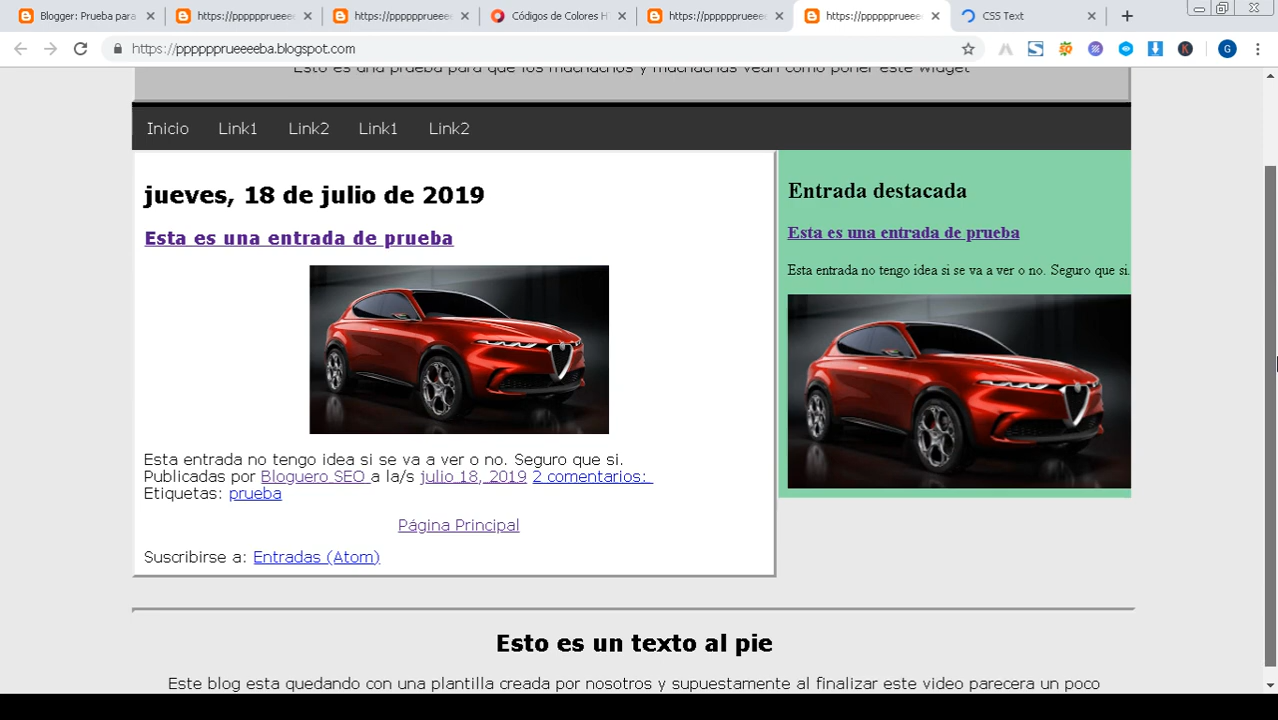 Blogger: Prueba para
https://pppppprueee
https://pppppprueee
Códigos de Colores H
https://pppppprueee
https://pppppprueee
CSS Text
https://ppppppprueeeeba.blogspot.com
G
Esto es una prueba para que los muchachos y muchachas vean como poner este widget
Inicio Link1 Link2 Link1 Link2
jueves, 18 de julio de 2019
Esta es una entrada de prueba
Esta entrada no tengo idea si se va a ver o no. Seguro que si.
Publicadas por Bloguero SEO a la/s julio 18, 2019 2 comentarios:
Etiquetas: prueba
Página Principal
Suscribirse a: Entradas (Atom)
Entrada destacada
Esta es una entrada de prueba
Esta entrada no tengo idea si se va a ver o no. Seguro que si.
Esto es un texto al pie
Este blog esta quedando con una plantilla creada por nosotros y supuestamente al finalizar este video parecera un poco